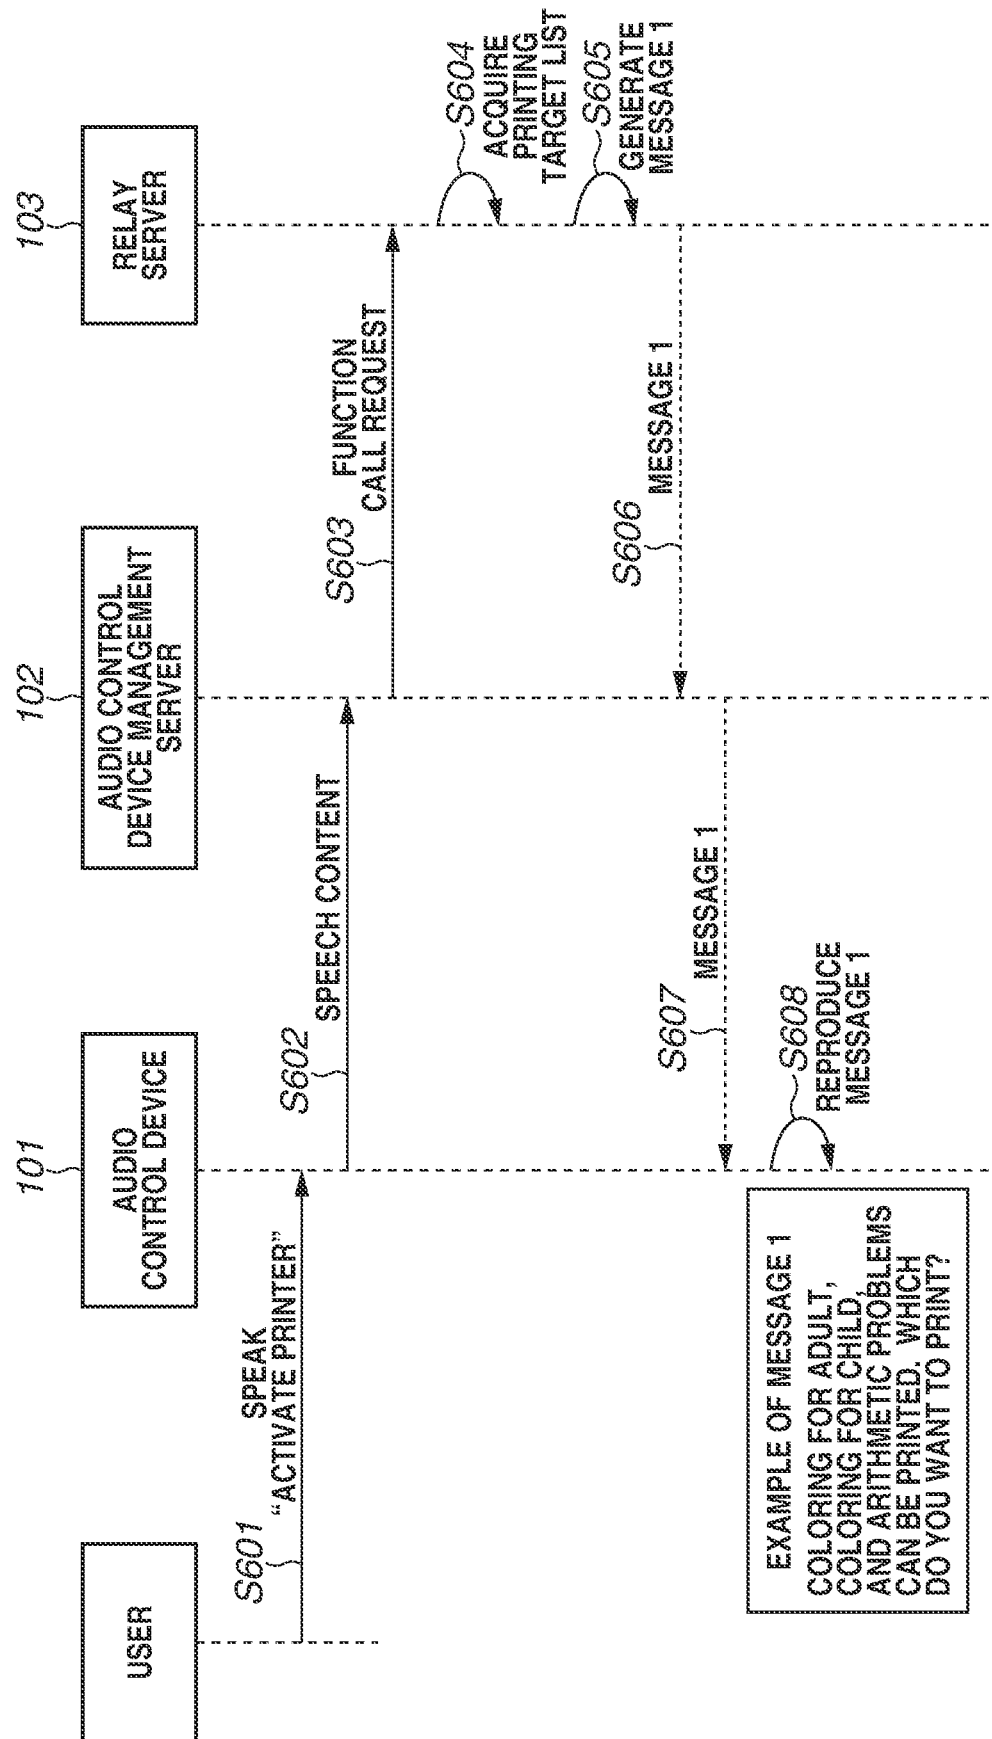 USER
101
AUDIO
CONTROL DEVICE
102
AUDIO CONTROL
DEVICE MANAGEMENT
SERVER
103
RELAY
SERVER
S601
SPEAK
“ACTIVATE PRINTER”
S602
SPEECH CONTENT
S603
FUNCTION
CALL REQUEST
S604
ACQUIRE
PRINTING
TARGET LIST
S605
GENERATE
MESSAGE 1
S606
MESSAGE 1
S607
MESSAGE 1
S608
REPRODUCE
MESSAGE 1
EXAMPLE OF MESSAGE 1
COLORING FOR ADULT,
COLORING FOR CHILD,
AND ARITHMETIC PROBLEMS
CAN BE PRINTED. WHICH
DO YOU WANT TO PRINT?